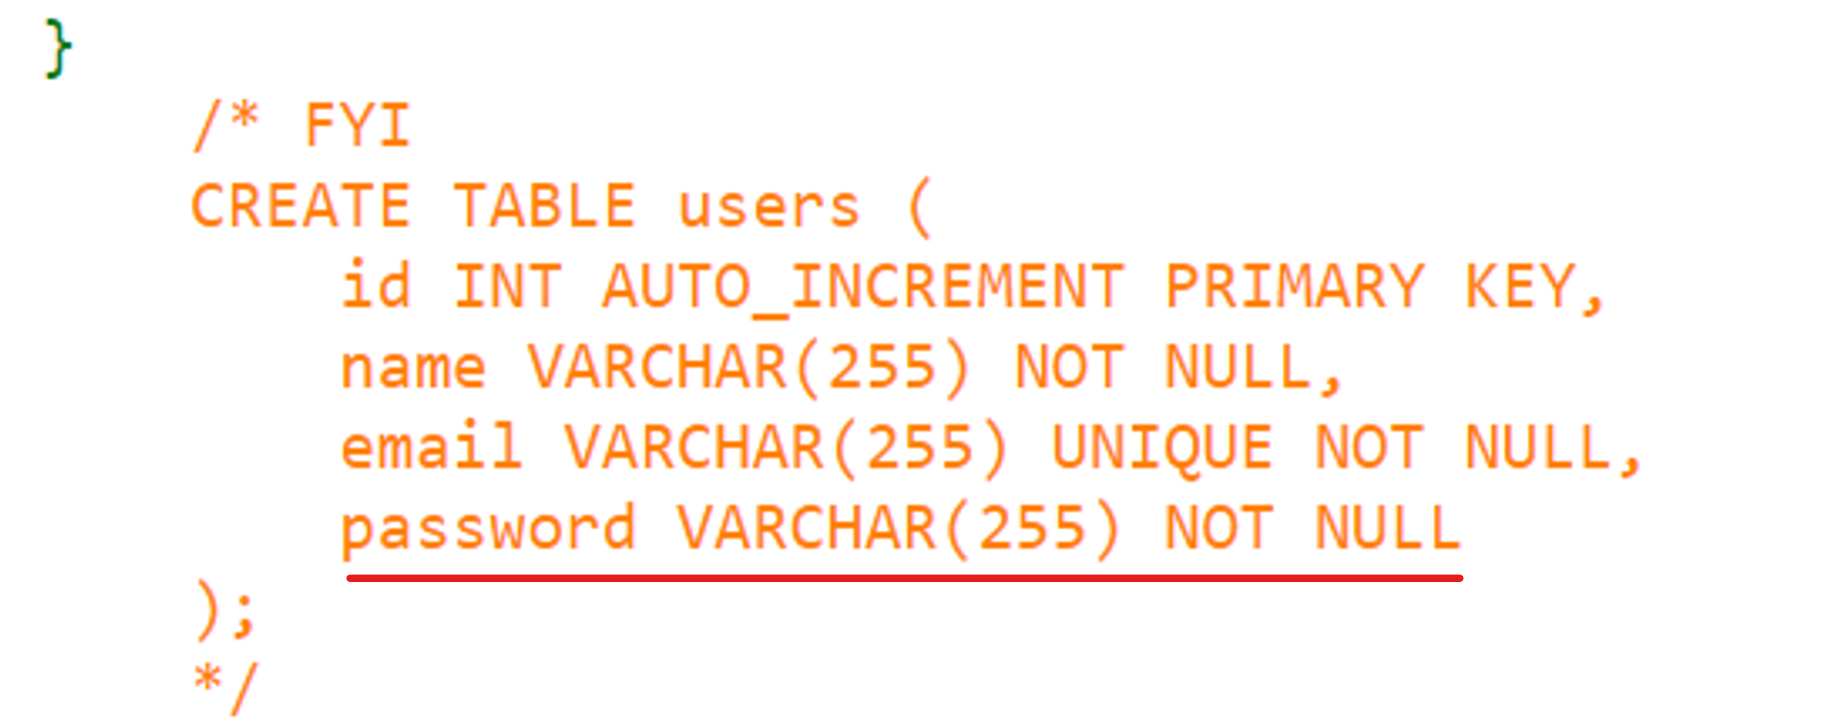 }
/* FYI
CREATE TABLE users (
id INT AUTO_INCREMENT PRIMARY KEY,
name VARCHAR(255) NOT NULL,
email VARCHAR(255) UNIQUE NOT NULL,
password VARCHAR(255) NOT NULL
);
*/